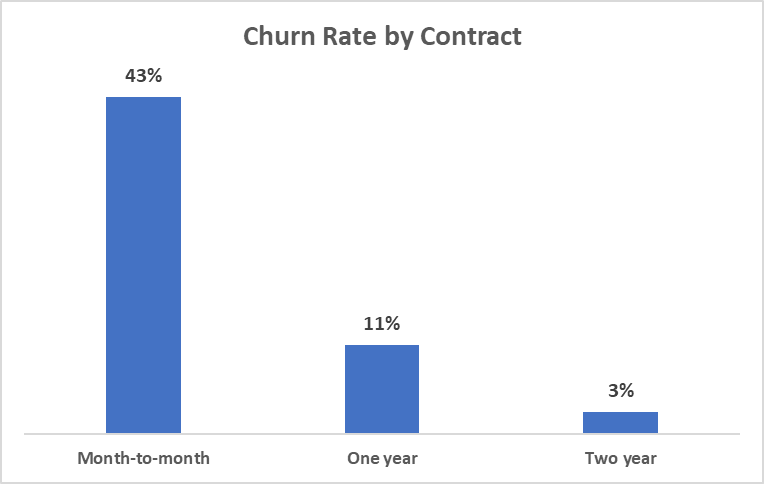 Churn Rate by Contract
43%
11%
3%
Month-to-month One year Two year